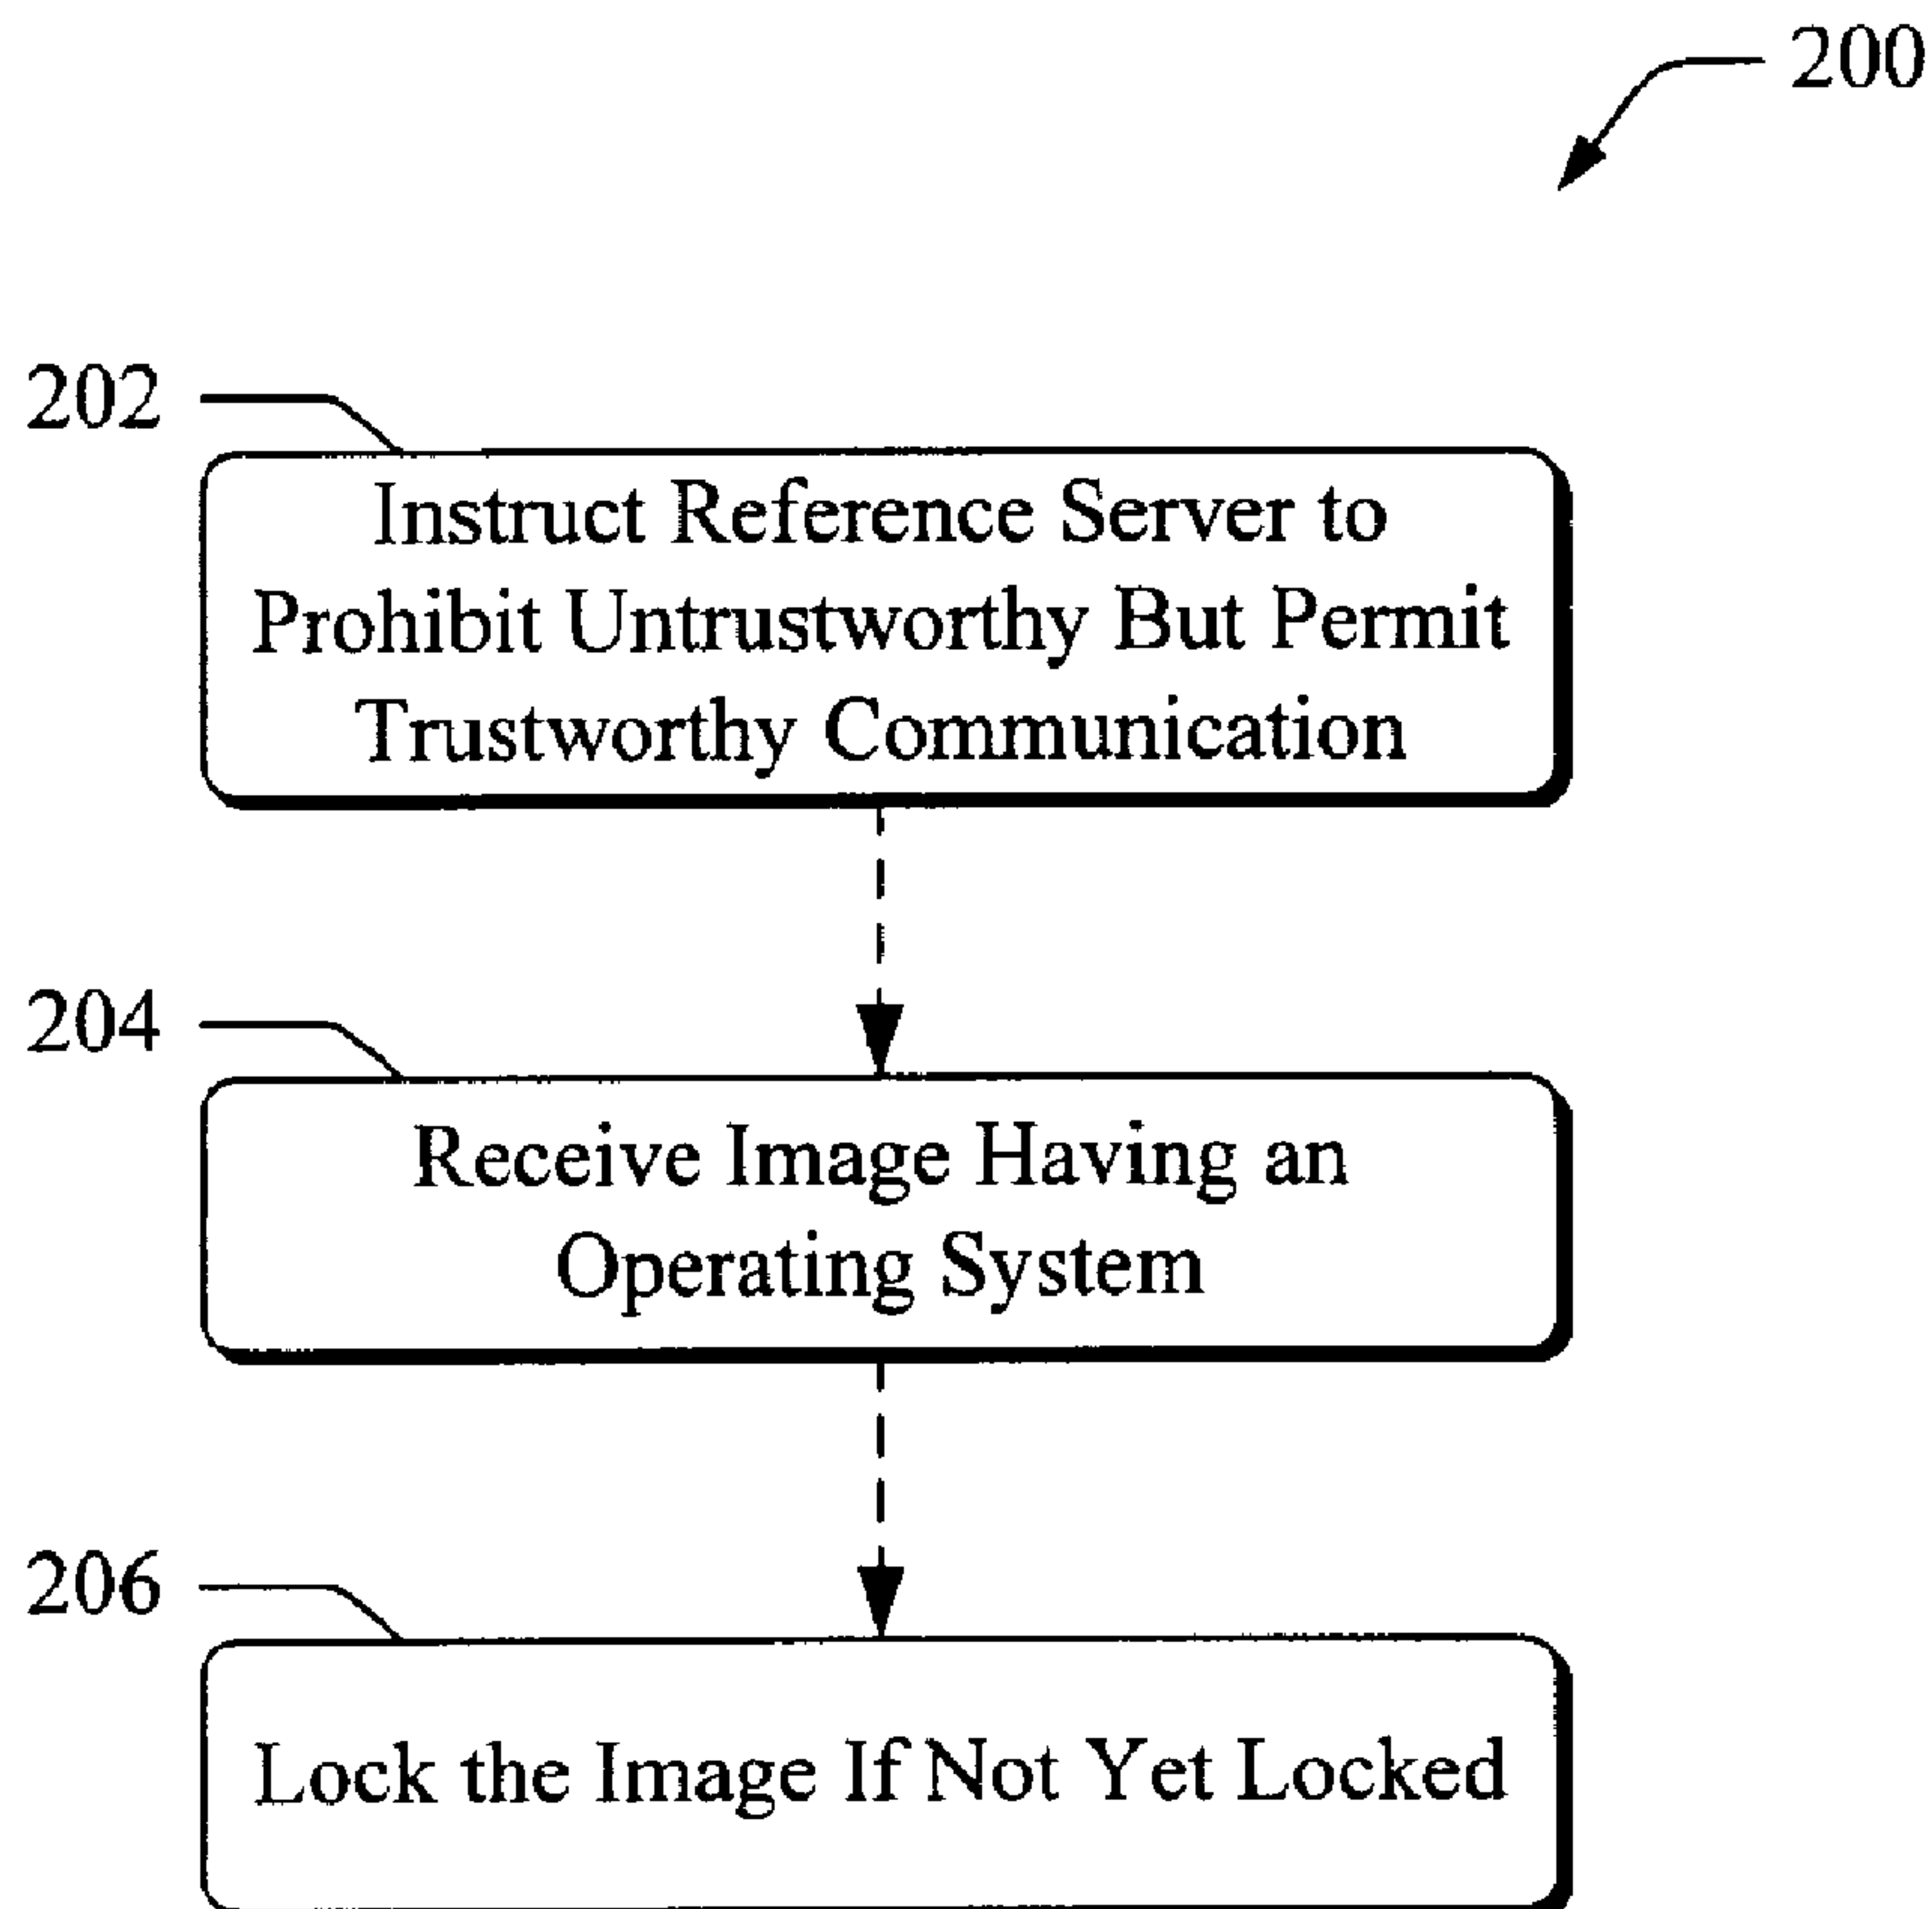 200
202
Instruct Reference Server to
Prohibit Untrustworthy But Permit
Trustworthy Communication
204
Receive Image Having an
Operating System
206
Lock the Image If Not Yet Locked